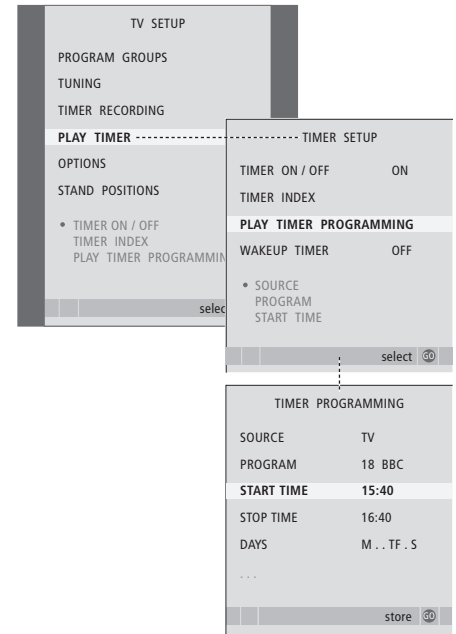 TV SETUP
PROGRAM GROUPS
TUNING
TIMER RECORDING
PLAY TIMER
OPTIONS
STAND POSITIONS
• TIMER ON / OFF
TIMER INDEX
PLAY TIMER PROGRAMMIN
selec
TIMER SETUP
TIMER ON / OFF ON
TIMER INDEX
PLAY TIMER PROGRAMMING
WAKEUP TIMER OFF
• SOURCE
PROGRAM
START TIME
select GO
TIMER PROGRAMMING
SOURCE TV
PROGRAM 18 BBC
START TIME 15:40
STOP TIME 16:40
DAYS M . . TF . S
. . .
store GO